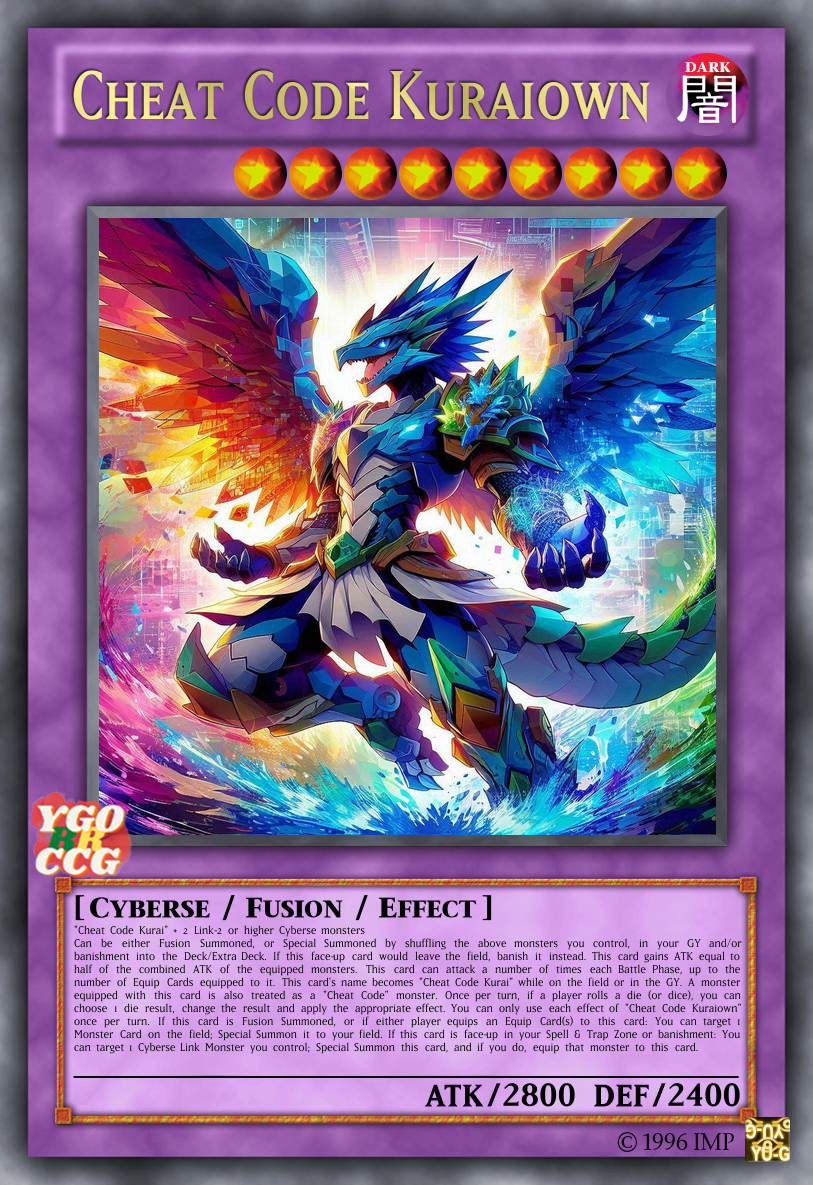 Cheat Code Kuraiown
DARK
闇
YGO
RR
CCG
[ Cyberse / Fusion / Effect ]
"Cheat Code Kurai" + 2 Link-2 or higher Cyberse monsters
Can be either Fusion Summoned, or Special Summoned by shuffling the above monsters you control, in your GY and/or
banishment into the Deck/Extra Deck. If this face-up card would leave the field, banish it instead. This card gains ATK equal to
half of the combined ATK of the equipped monsters. This card can attack a number of times each Battle Phase, up to the
number of Equip Cards equipped to it. This card's name becomes "Cheat Code Kurai" while on the field or in the GY. A monster
equipped with this card is also treated as a "Cheat Code" monster. Once per turn, if a player rolls a die (or dice), you can
choose 1 die result, change the result and apply the appropriate effect. You can only use each effect of "Cheat Code Kuraiown"
once per turn. If this card is Fusion Summoned, or if either player equips an Equip Card(s) to this card: You can target 1
Monster Card on the field; Special Summon it to your field. If this card is face-up in your Spell & Trap Zone or banishment: You
can target 1 Cyberse Link Monster you control; Special Summon this card, and if you do, equip that monster to this card.
ATK/2800 DEF/2400
© 1996 IMP